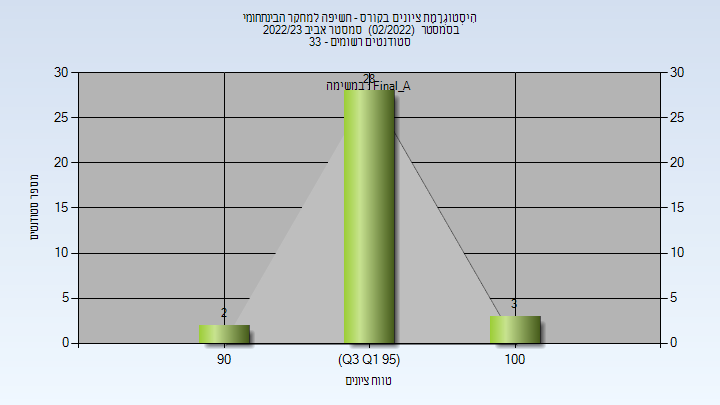 היסטוגרמת ציונים בקורס - חשיפה למחקר הבינתחומי
בסמסטר (02/2022) סמסטר אביב 2022/23
סטודנטים רשומים - 33
30 30
28
במשימה Final_A
25 25
20 20
15 15
10 10
5 5
2
3
0 0
90
(Q3 Q1 95)
100
מספר סטודנטים
טווח ציונים